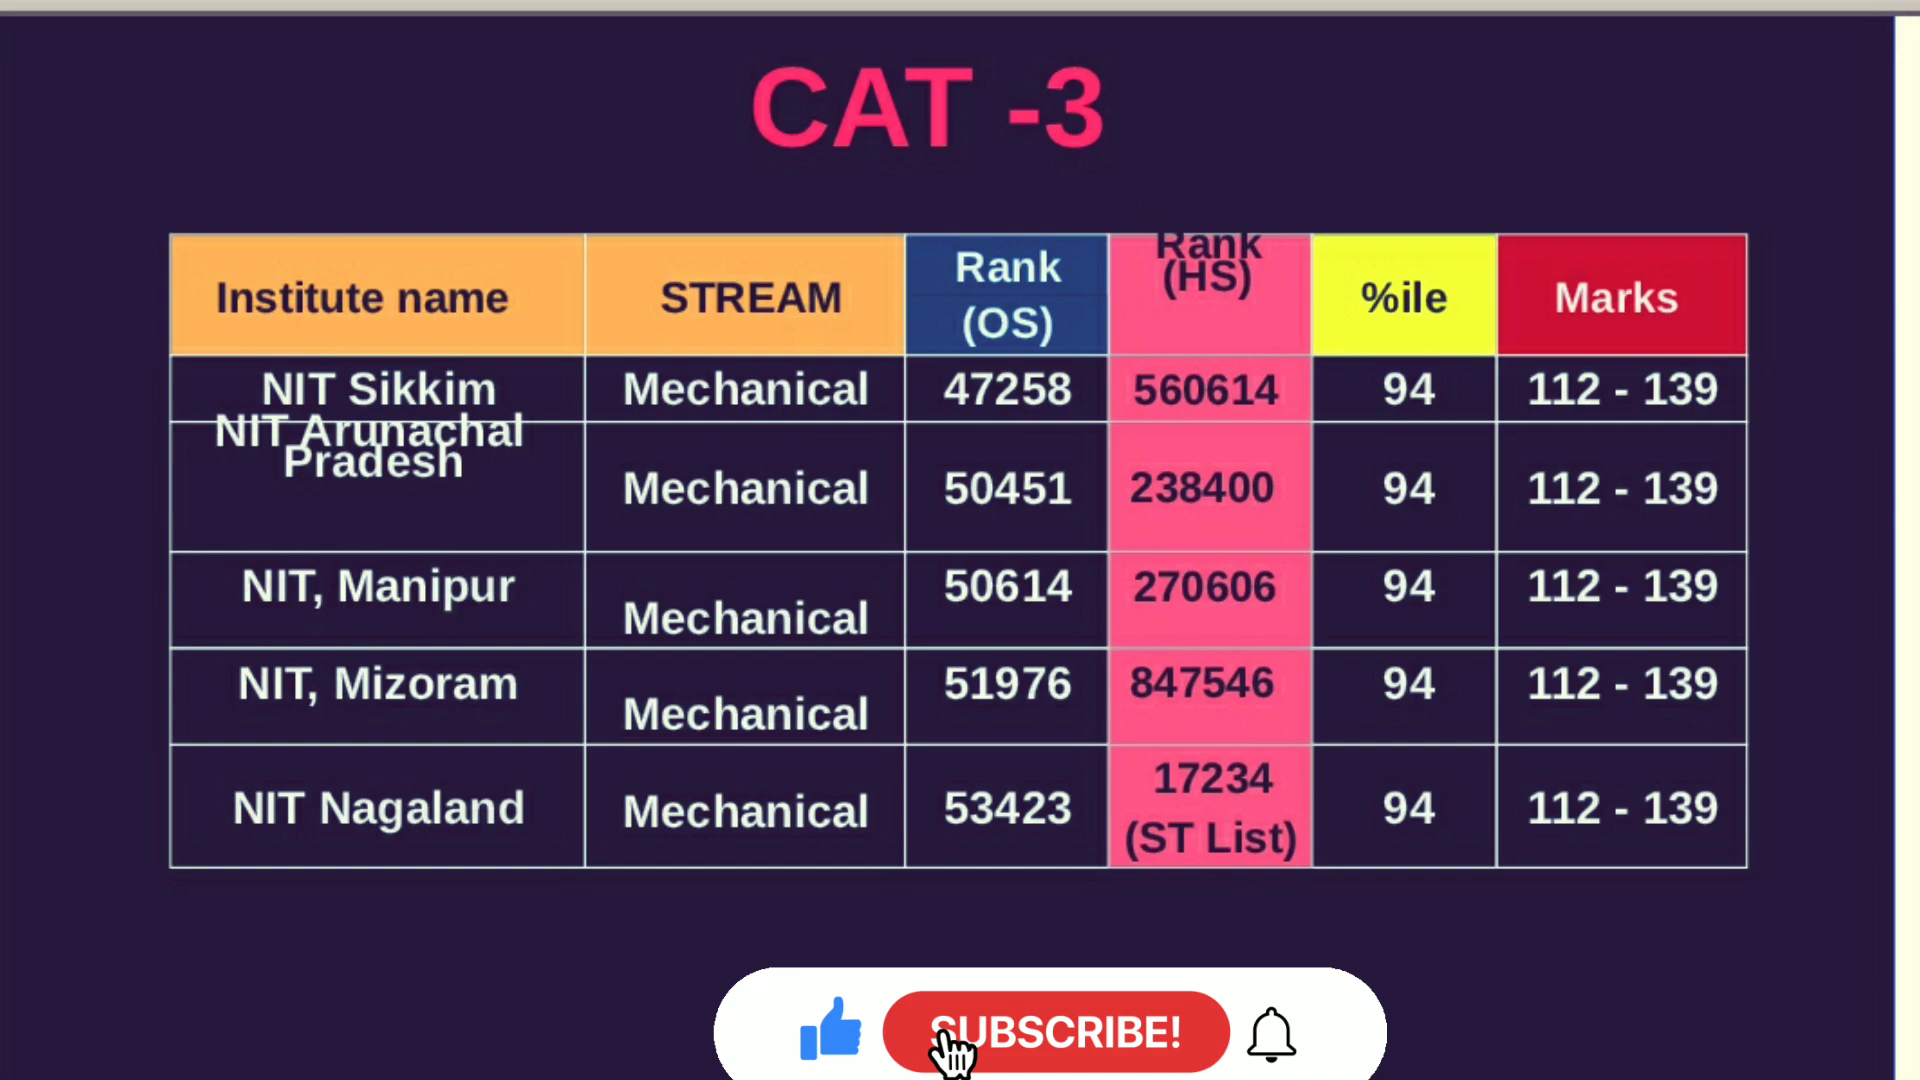 CAT -3
Institute name STREAM Rank (OS) Rank (HS) %ile Marks
NIT Sikkim Mechanical 47258 560614 94 112 - 139
NIT Arunachal Pradesh Mechanical 50451 238400 94 112 - 139
NIT, Manipur Mechanical 50614 270606 94 112 - 139
NIT, Mizoram Mechanical 51976 847546 94 112 - 139
NIT Nagaland Mechanical 53423 17234 (ST List) 94 112 - 139
SUBSCRIBE!